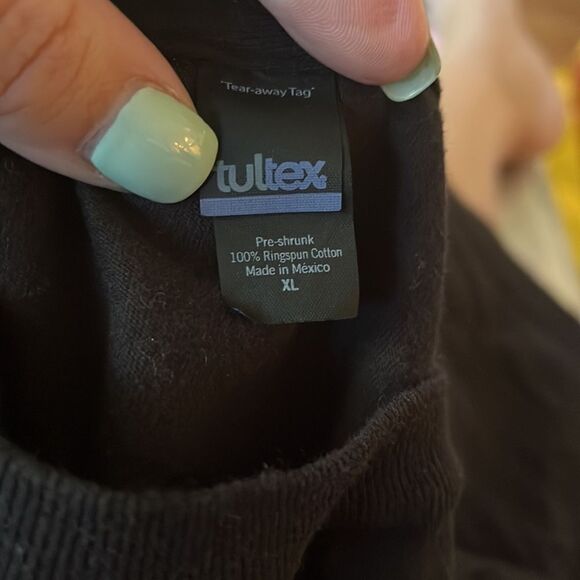 "Tear-away Tag"
tultex
Pre-shrunk
100% Ringspun Cotton
Made in México
XL